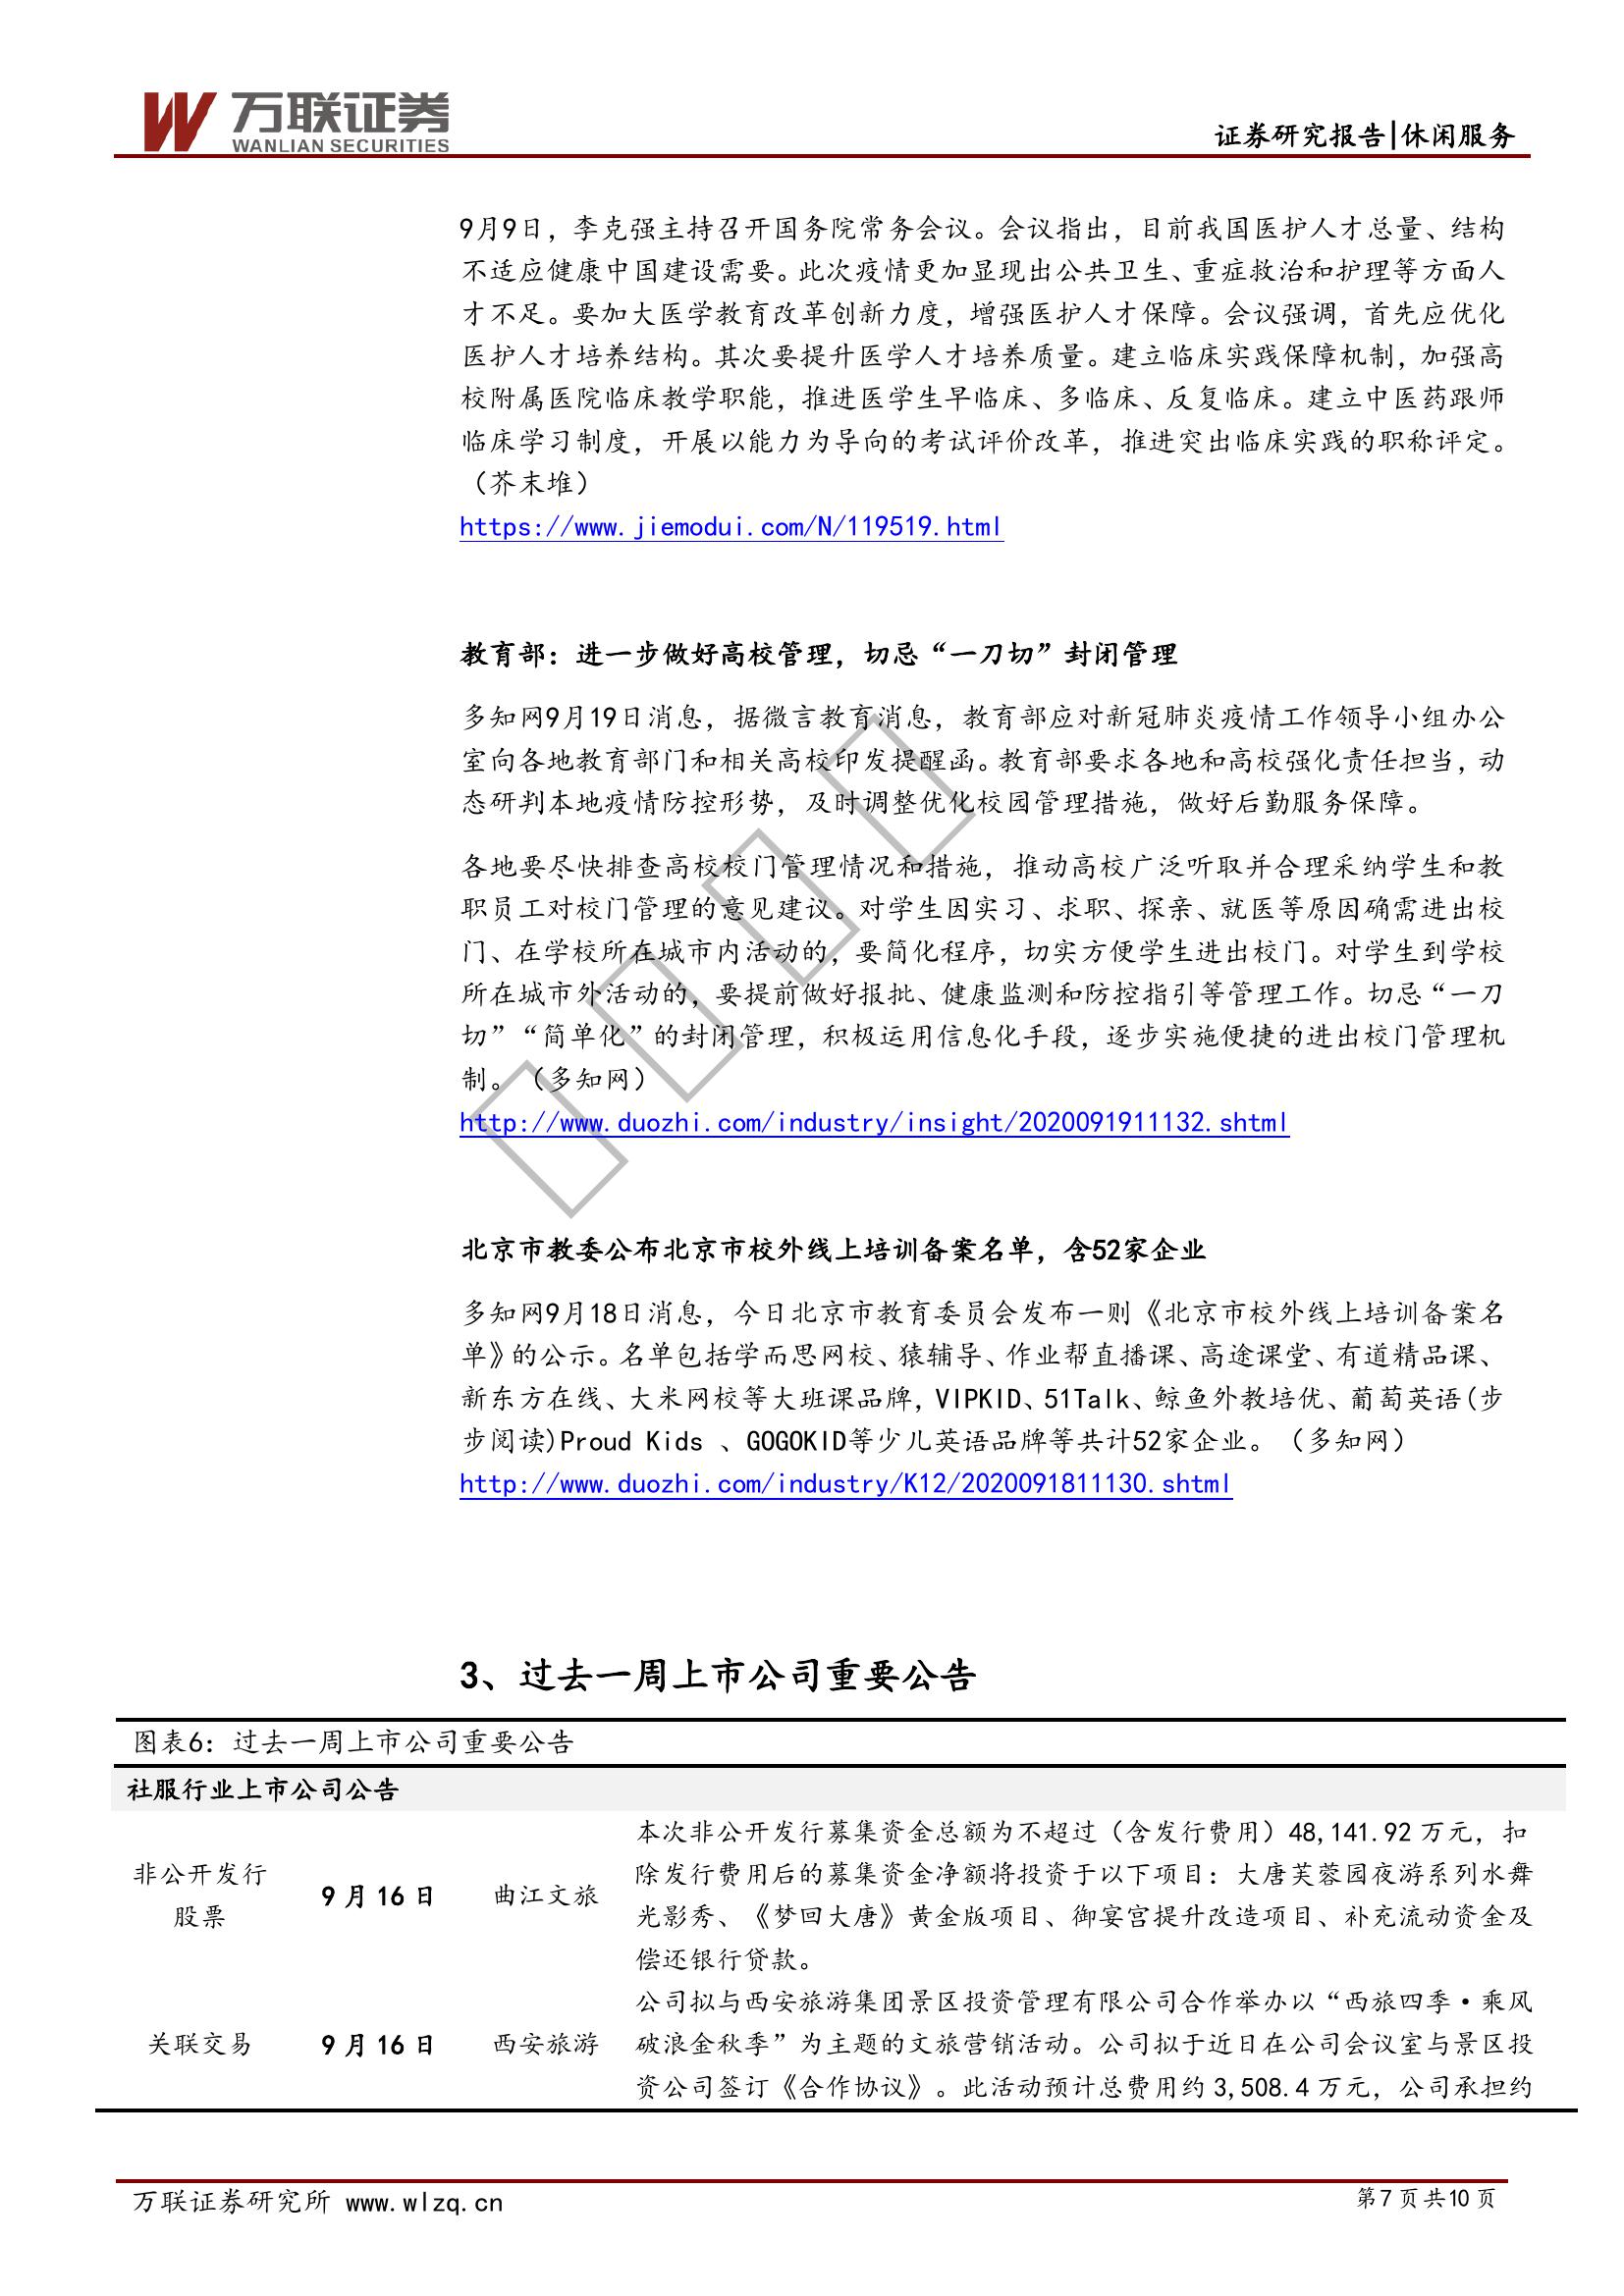 万联证券
WANLIAN SECURITIES
证券研究报告|休闲服务
9月9日，李克强主持召开国务院常务会议。会议指出，目前我国医护人才总量、结构
不适应健康中国建设需要。此次疫情更加显现出公共卫生、重症救治和护理等方面人
才不足。要加大医学教育改革创新力度，增强医护人才保障。会议强调，首先应优化
医护人才培养结构。其次要提升医学人才培养质量。建立临床实践保障机制，加强高
校附属医院临床教学职能，推进医学生早临床、多临床、反复临床。建立中医药跟师
临床学习制度，开展以能力为导向的考试评价改革，推进突出临床实践的职称评定。
（芥末堆）
https://www.jiemodui.com/N/119519.html
教育部：进一步做好高校管理，切忌“一刀切”封闭管理
多知网9月19日消息，据微言教育消息，教育部应对新冠肺炎疫情工作领导小组办公
室向各地教育部门和相关高校印发提醒函。教育部要求各地和高校强化责任担当，动
态研判本地疫情防控形势，及时调整优化校园管理措施，做好后勤服务保障。
各地要尽快排查高校校门管理情况和措施，推动高校广泛听取并合理采纳学生和教
职员工对校门管理的意见建议。对学生因实习、求职、探亲、就医等原因确需进出校
门、在学校所在城市内活动的，要简化程序，切实方便学生进出校门。对学生到学校
所在城市外活动的，要提前做好报批、健康监测和防控指引等管理工作。切忌“一刀
切”“简单化”的封闭管理，积极运用信息化手段，逐步实施便捷的进出校门管理机
制。（多知网）
http://www.duozhi.com/industry/insight/2020091911132.shtml
北京市教委公布北京市校外线上培训备案名单，含52家企业
多知网9月18日消息，今日北京市教育委员会发布一则《北京市校外线上培训备案名
单》的公示。名单包括学而思网校、猿辅导、作业帮直播课、高途课堂、有道精品课、
新东方在线、大米网校等大班课品牌，VIPKID、51Talk、鲸鱼外教培优、葡萄英语(步
步阅读)Proud Kids 、GOGOKID等少儿英语品牌等共计52家企业。（多知网）
http://www.duozhi.com/industry/K12/2020091811130.shtml
3、过去一周上市公司重要公告
图表6：过去一周上市公司重要公告
社服行业上市公司公告
非公开发行
股票
9 月 16 日
曲江文旅
本次非公开发行募集资金总额为不超过（含发行费用）48,141.92 万元，扣
除发行费用后的募集资金净额将投资于以下项目：大唐芙蓉园夜游系列水舞
光影秀、《梦回大唐》黄金版项目、御宴宫提升改造项目、补充流动资金及
偿还银行贷款。
关联交易
9 月 16 日
西安旅游
公司拟与西安旅游集团景区投资管理有限公司合作举办以“西旅四季·乘风
破浪金秋季”为主题的文旅营销活动。公司拟于近日在公司会议室与景区投
资公司签订《合作协议》。此活动预计总费用约 3,508.4 万元，公司承担约
万联证券研究所 www.wlzq.cn
第 7 页 共 10 页